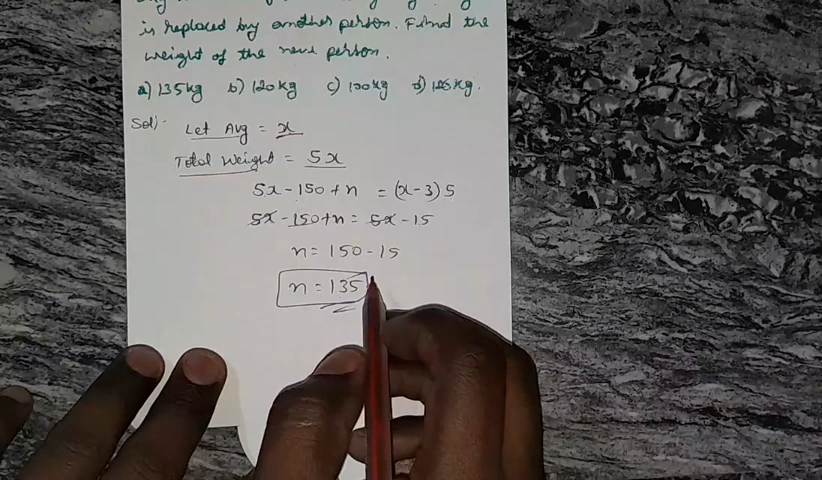 is replaced by another person. Find the
weight of the new person.
a) 135kg b) 120kg c) 100kg d) 125kg.
Sol):-
Let Avg = x
Total Weight = 5x
5x - 150 + n = (x - 3) 5
5x - 150 + n = 5x - 15
n = 150 - 15
n = 135